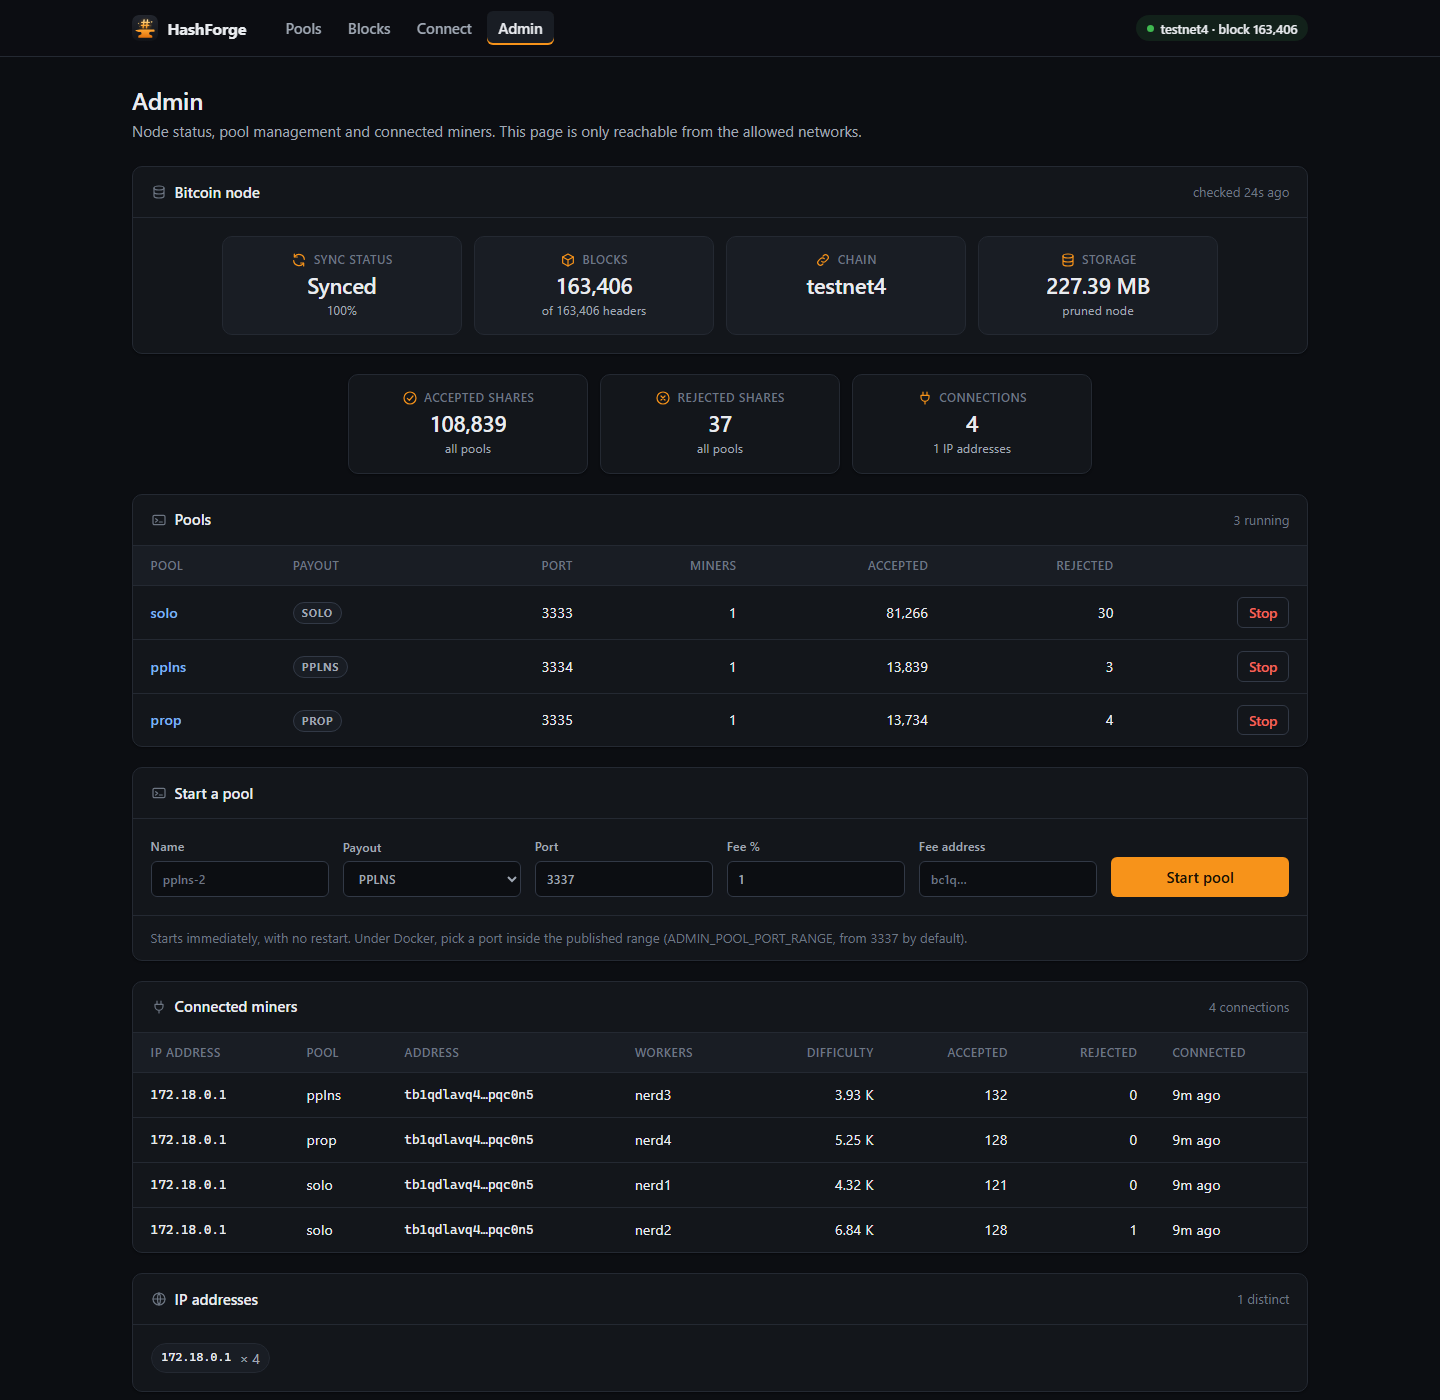 HashForge Pools Blocks Connect Admin testnet4 · block 163,406
Admin
Node status, pool management and connected miners. This page is only reachable from the allowed networks.
Bitcoin node checked 24s ago
SYNC STATUS BLOCKS CHAIN STORAGE
Synced 163,406 testnet4 227.39 MB
100% of 163,406 headers pruned node
ACCEPTED SHARES REJECTED SHARES CONNECTIONS
108,839 37 4
all pools all pools 1 IP addresses
Pools 3 running
POOL PAYOUT PORT MINERS ACCEPTED REJECTED
solo SOLO 3333 1 81,266 30 Stop
pplns PPLNS 3334 1 13,839 3 Stop
prop PROP 3335 1 13,734 4 Stop
Start a pool
Name Payout Port Fee % Fee address
pplns-2 PPLNS 3337 1 bc1q... Start pool
Starts immediately, with no restart. Under Docker, pick a port inside the published range (ADMIN_POOL_PORT_RANGE, from 3337 by default).
Connected miners 4 connections
IP ADDRESS POOL ADDRESS WORKERS DIFFICULTY ACCEPTED REJECTED CONNECTED
172.18.0.1 pplns tb1qdlavq4…pqc0n5 nerd3 3.93 K 132 0 9m ago
172.18.0.1 prop tb1qdlavq4…pqc0n5 nerd4 5.25 K 128 0 9m ago
172.18.0.1 solo tb1qdlavq4…pqc0n5 nerd1 4.32 K 121 0 9m ago
172.18.0.1 solo tb1qdlavq4…pqc0n5 nerd2 6.84 K 128 1 9m ago
IP addresses 1 distinct
172.18.0.1 × 4